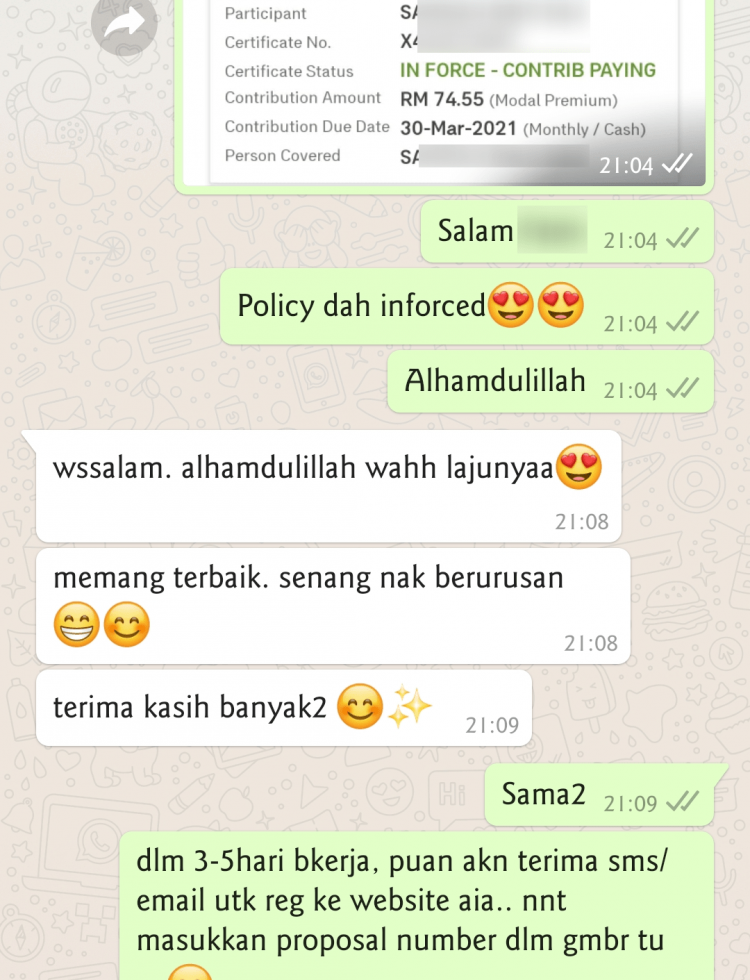 Participant SA
Certificate No. X4
Certificate Status IN FORCE - CONTRIB PAYING
Contribution Amount RM 74.55 (Modal Premium)
Contribution Due Date 30-Mar-2021 (Monthly / Cash)
Person Covered SA
21:04
Salam
21:04
Policy dah inforced😍😍
21:04
Alhamdulillah
21:04
wssalam. alhamdulillah wahh lajunyaa😍
21:08
memang terbaik. senang nak berurusan
😁😊
21:08
terima kasih banyak2 😊✨
21:09
Sama2
21:09
dlm 3-5hari bkerja, puan akn terima sms/
email utk reg ke website aia.. nnt
masukkan proposal number dlm gmbr tu